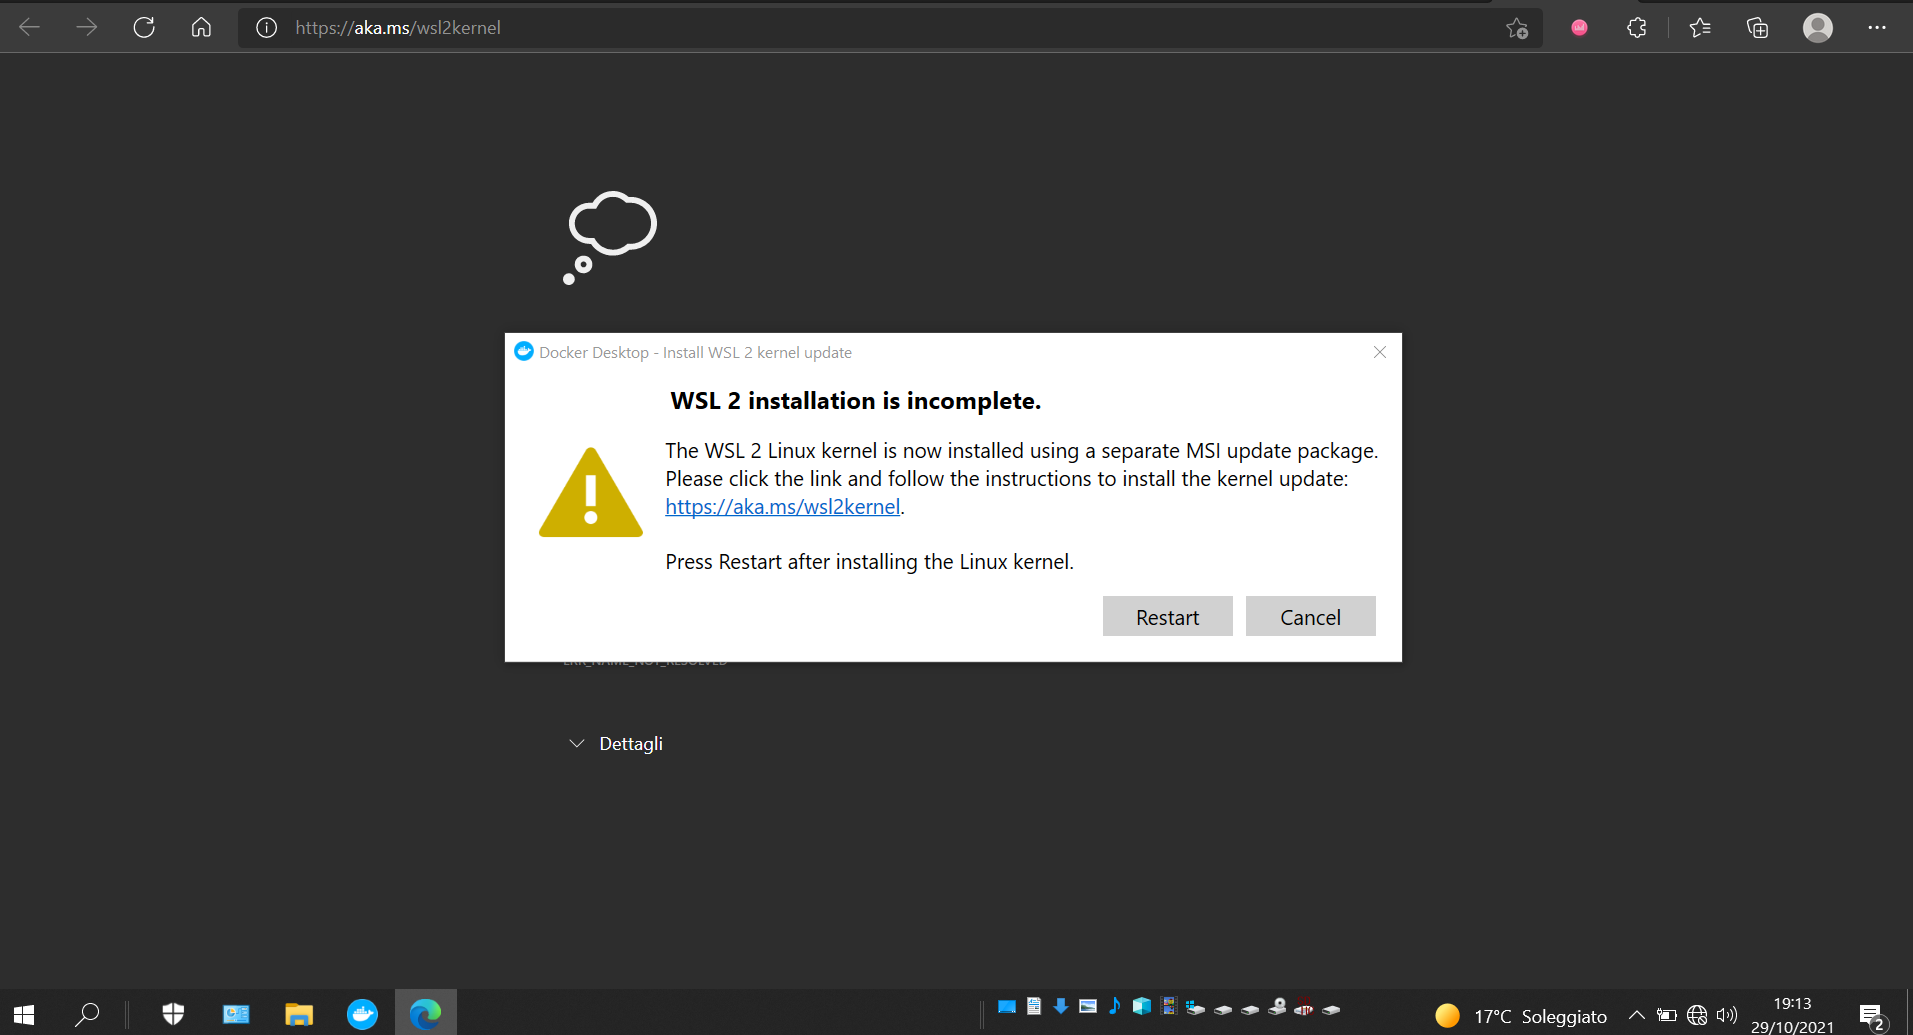 https://aka.ms/wsl2kernel
Docker Desktop - Install WSL 2 kernel update
WSL 2 installation is incomplete.
The WSL 2 Linux kernel is now installed using a separate MSI update package.
Please click the link and follow the instructions to install the kernel update:
https://aka.ms/wsl2kernel.
Press Restart after installing the Linux kernel.
Restart Cancel
ERR_NAME_NOT_RESOLVED
Dettagli
17°C Soleggiato
19:13
29/10/2021
2